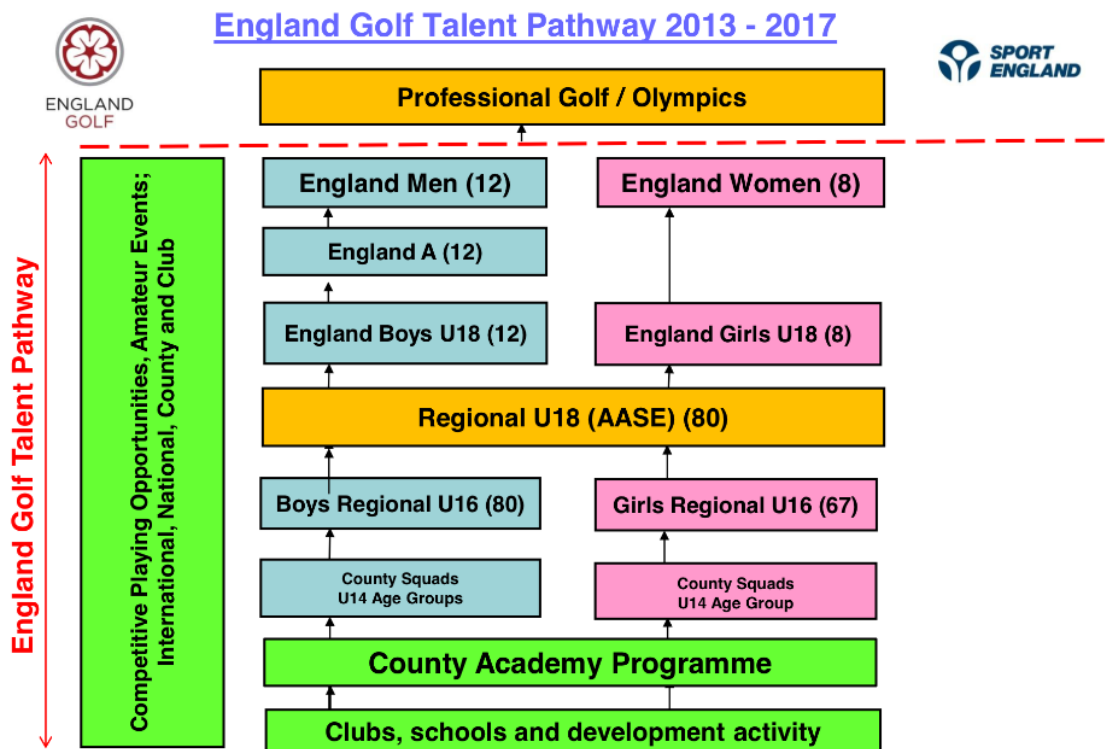 England Golf Talent Pathway 2013 - 2017
ENGLAND
GOLF
SPORT
ENGLAND
Professional Golf / Olympics
England Golf Talent Pathway
Competitive Playing Opportunities, Amateur Events;
International, National, County and Club
England Men (12)
England Women (8)
England A (12)
England Boys U18 (12)
England Girls U18 (8)
Regional U18 (AASE) (80)
Boys Regional U16 (80)
Girls Regional U16 (67)
County Squads
U14 Age Groups
County Squads
U14 Age Group
County Academy Programme
Clubs, schools and development activity